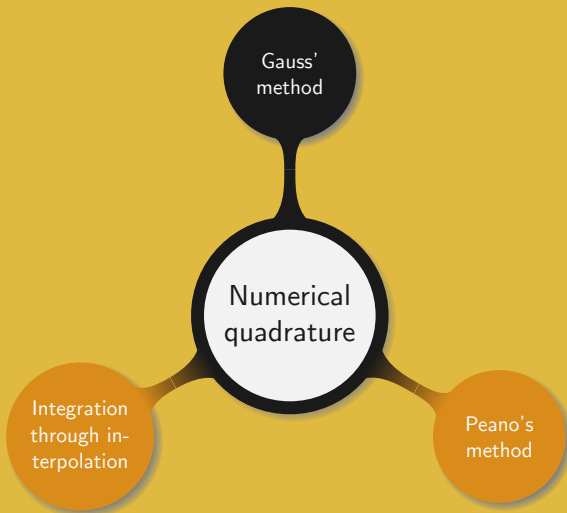 Gauss'
method
Numerical
quadrature
Integration
through in-
terpolation
Peano's
method